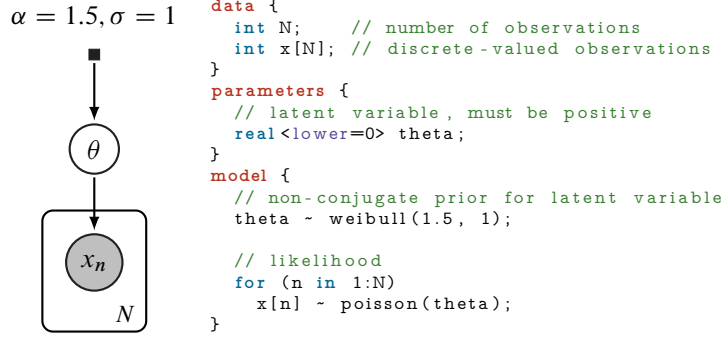 α = 1.5, σ = 1
θ
xn
N
data {
  int N;     // number of observations
  int x[N]; // discrete-valued observations
}
parameters {
  // latent variable, must be positive
  real<lower=0> theta;
}
model {
  // non-conjugate prior for latent variable
  theta ~ weibull(1.5, 1);

  // likelihood
  for (n in 1:N)
    x[n] ~ poisson(theta);
}